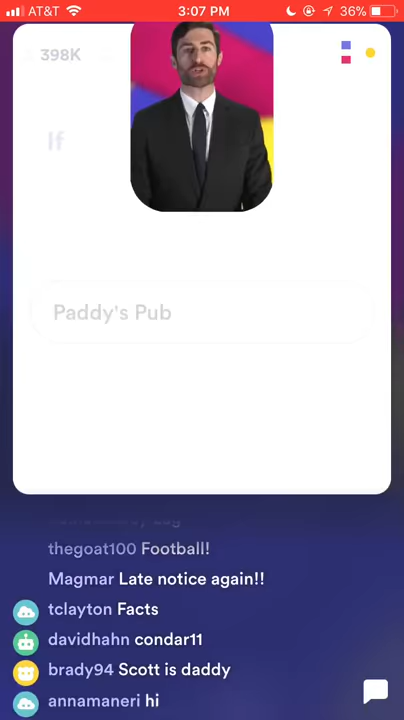 AT&T 3:07 PM 36%
398K
If
Paddy's Pub
thegoat100 Football!
Magmar Late notice again!!
tclayton Facts
davidhahn condar11
brady94 Scott is daddy
annamaneri hi